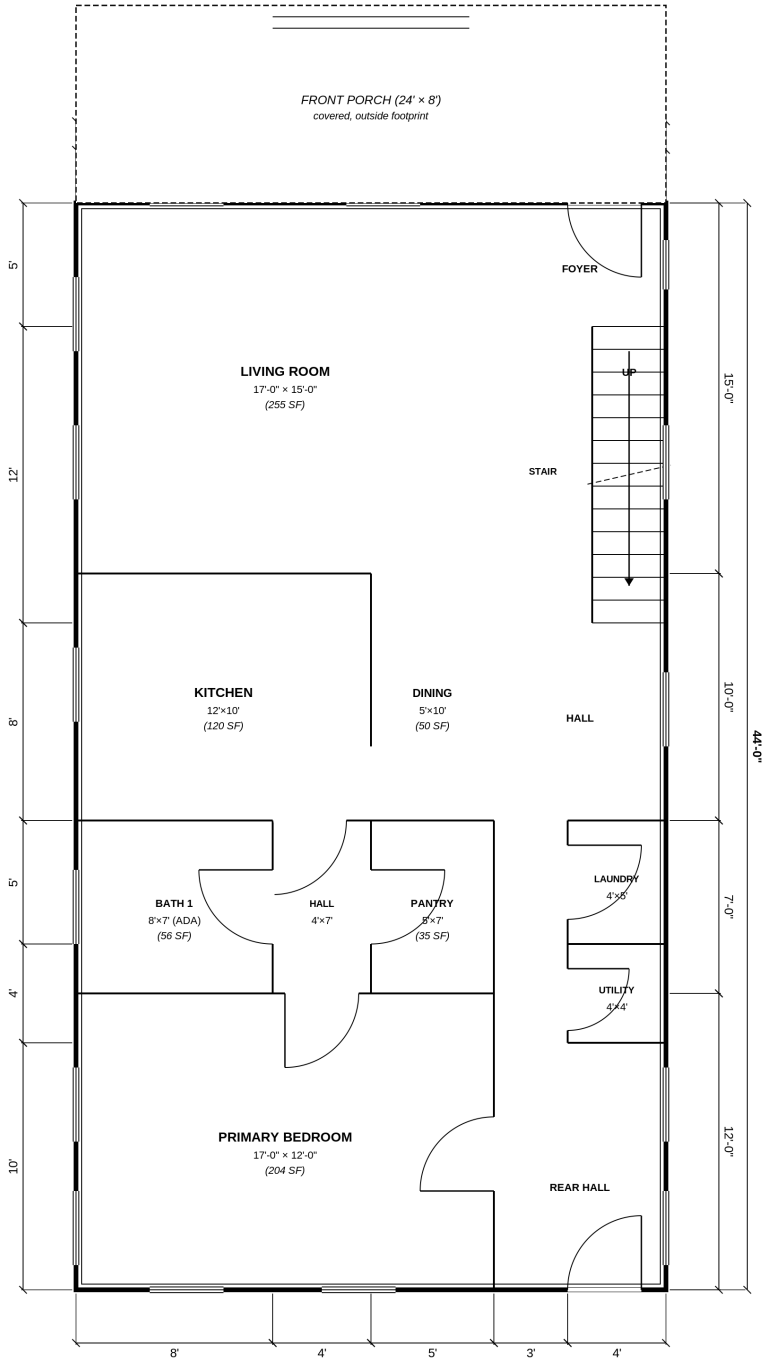 FRONT PORCH (24' × 8')
covered, outside footprint
5'
FOYER
LIVING ROOM
17'-0" × 15'-0"
(255 SF)
UP
15'-0"
12'
STAIR
KITCHEN
12'×10'
(120 SF)
DINING
5'×10'
(50 SF)
HALL
10'-0"
8'
44'-0"
5'
BATH 1
8'×7' (ADA)
(56 SF)
HALL
4'×7'
PANTRY
5'×7'
(35 SF)
LAUNDRY
4'×5'
7'-0"
4'
UTILITY
4'×4'
PRIMARY BEDROOM
17'-0" × 12'-0"
(204 SF)
12'-0"
10'
REAR HALL
8'
4'
5'
3'
4'